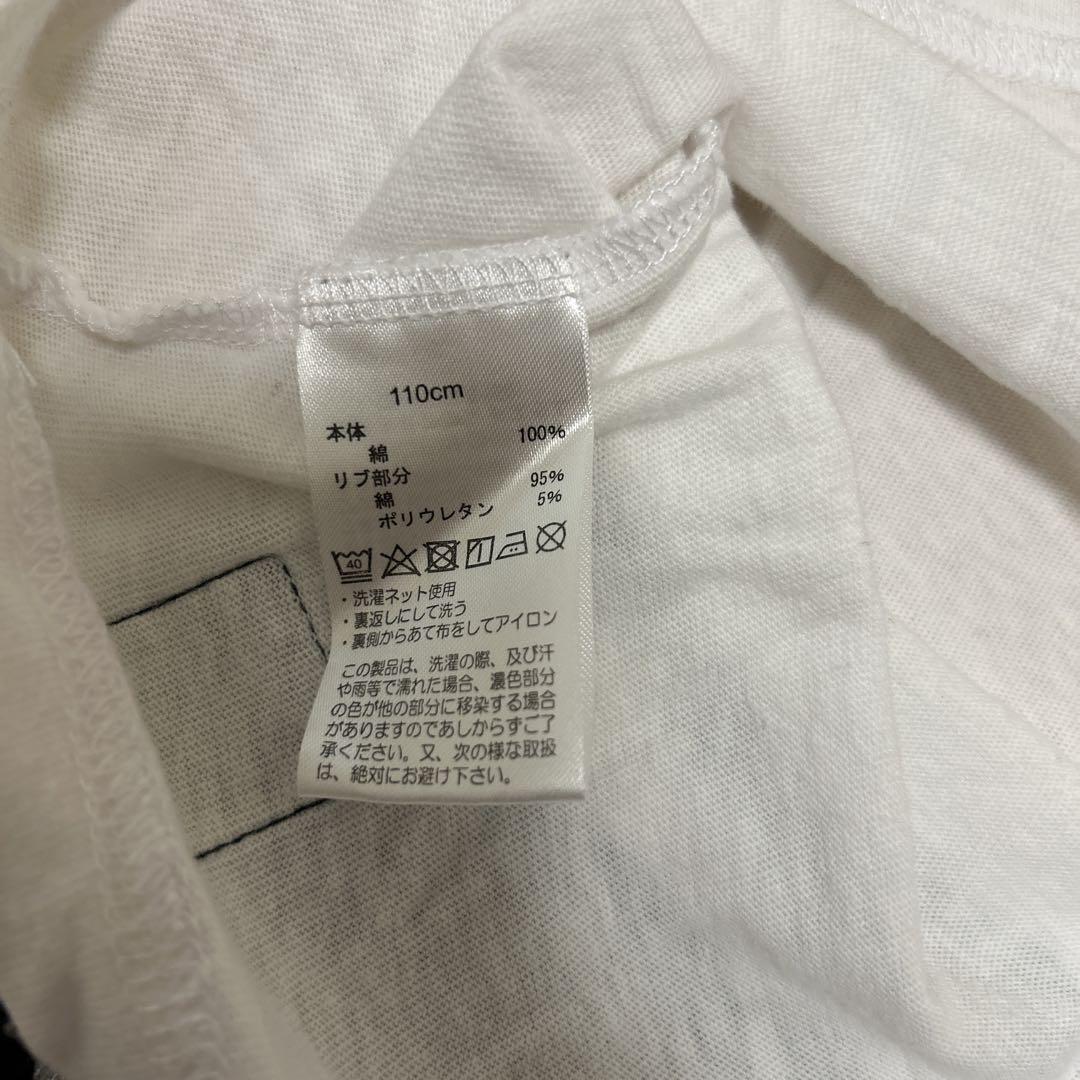 110cm
本体
綿 100%
リブ部分
綿 95%
ポリウレタン 5%
40
・洗濯ネット使用
・裏返しにして洗う
・裏側からあて布をしてアイロン
この製品は、洗濯の際、及び汗
や雨等で濡れた場合、濃色部分
の色が他の部分に移染する場合
がありますのであしからずご了
承ください。又、次の様な取扱
は、絶対にお避け下さい。